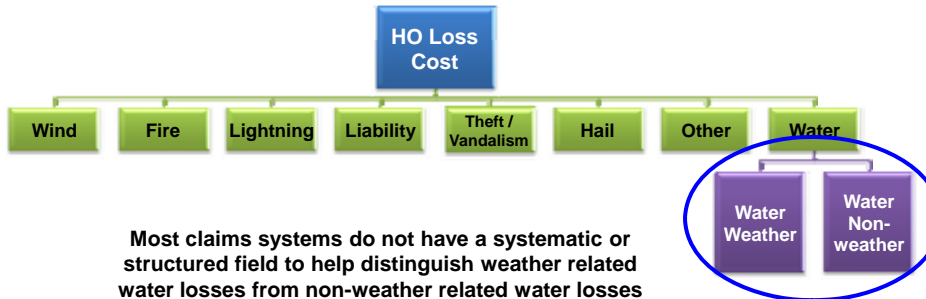 HO Loss
Cost
Wind
Fire
Lightning
Liability
Theft /
Vandalism
Hail
Other
Water
Water
Weather
Water
Non-
weather
Most claims systems do not have a systematic or
structured field to help distinguish weather related
water losses from non-weather related water losses